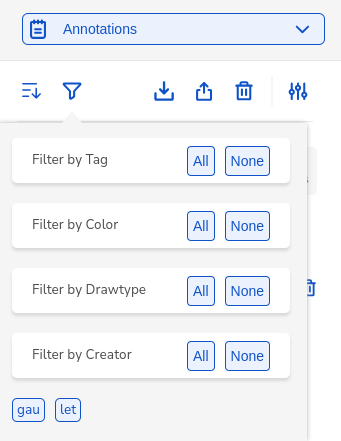 Annotations
Filter by Tag All None
Filter by Color All None
Filter by Drawtype All None
Filter by Creator All None
gau let